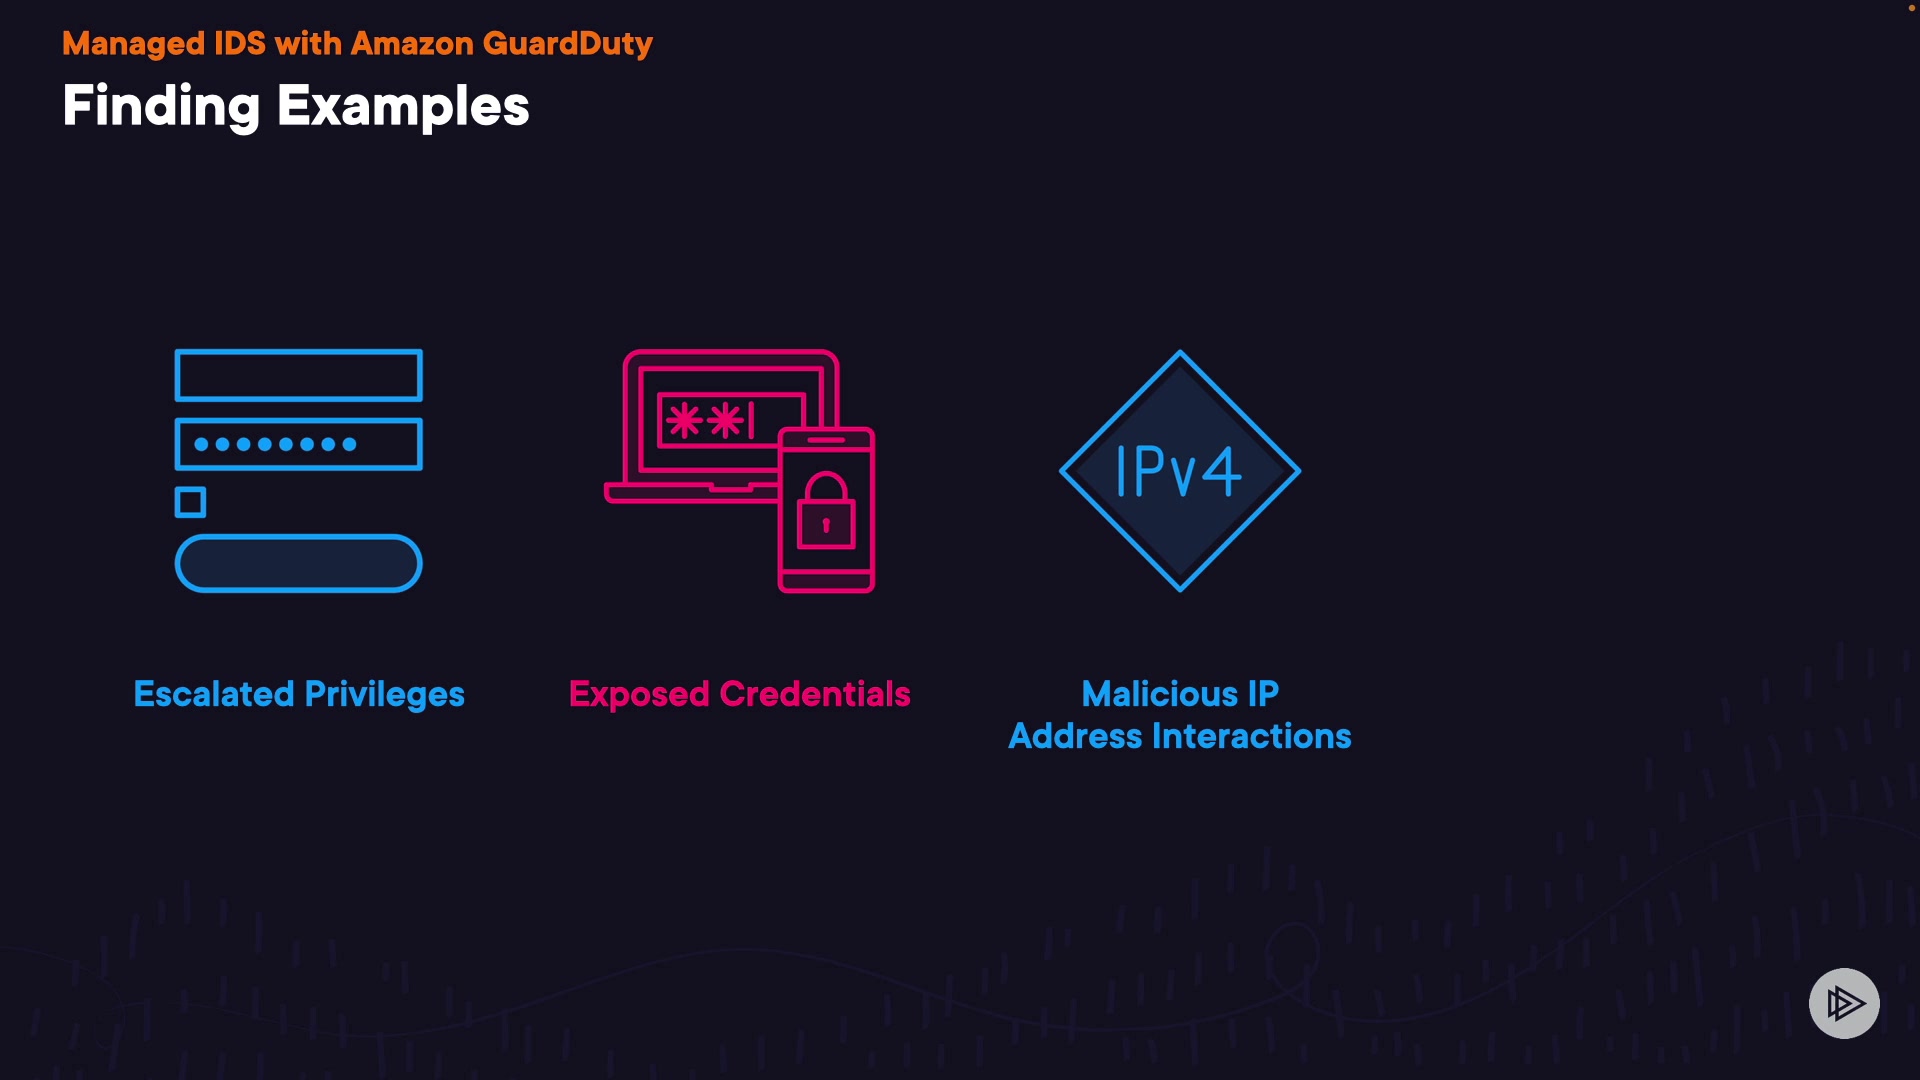 Managed IDS with Amazon GuardDuty
Finding Examples
IPv4
Escalated Privileges
Exposed Credentials
Malicious IP
Address Interactions